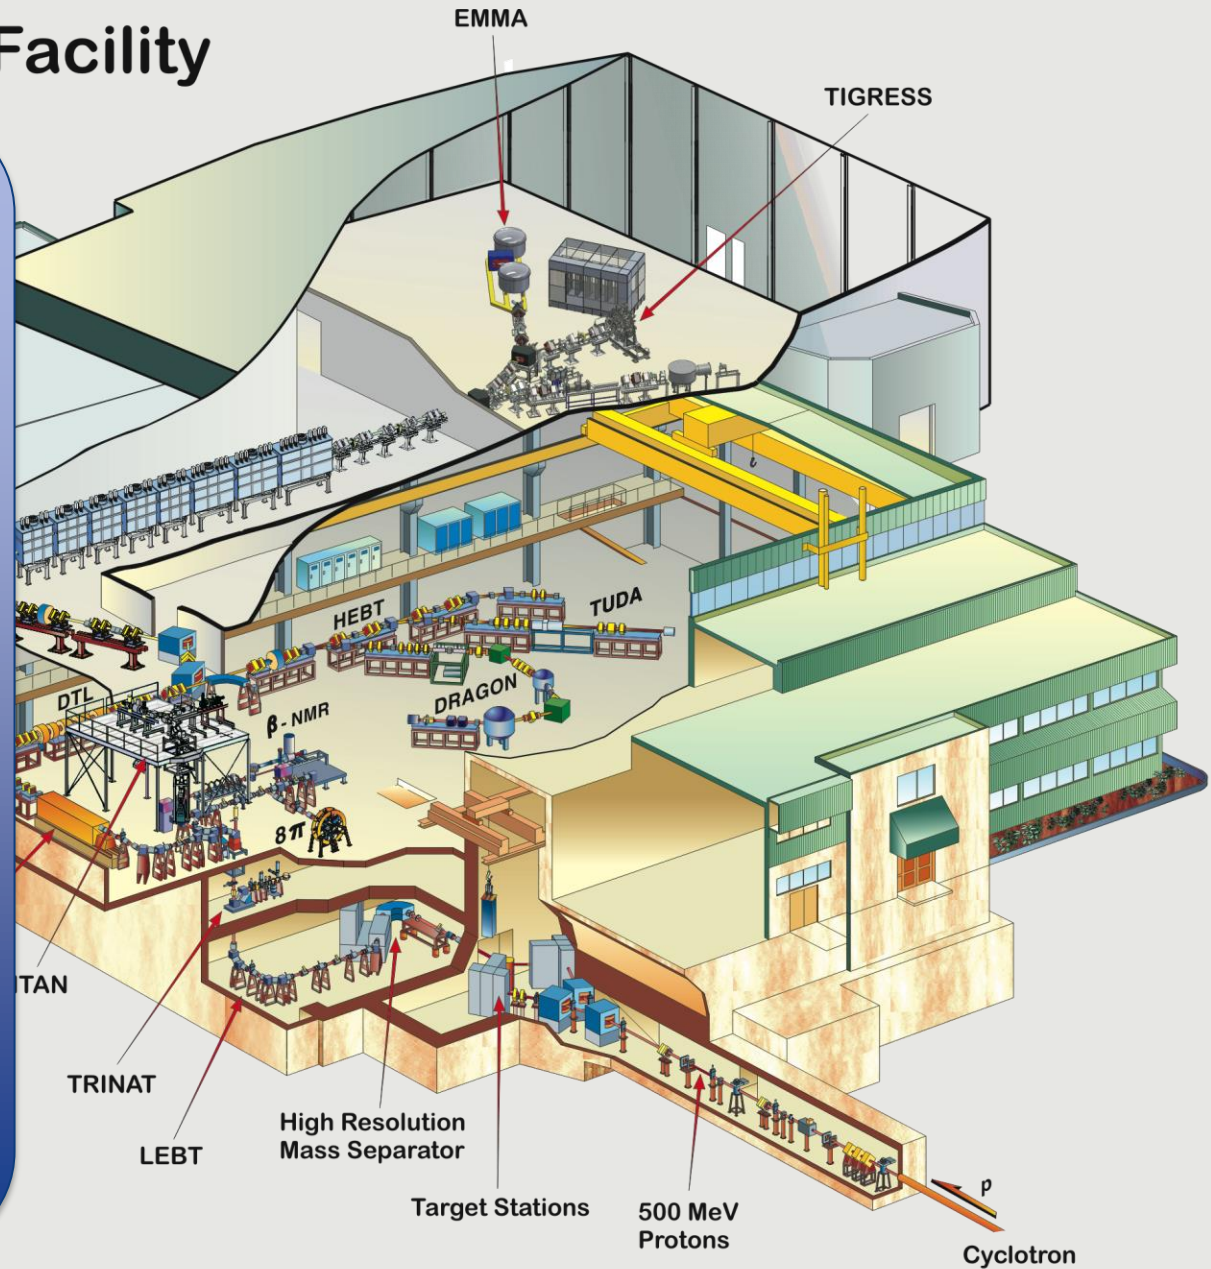 Facility
EMMA
TIGRESS
HEBT
TUDA
DTL
β-NMR
DRAGON
8π
ITAN
TRINAT
LEBT
High Resolution
Mass Separator
Target Stations
500 MeV
Protons
p
Cyclotron